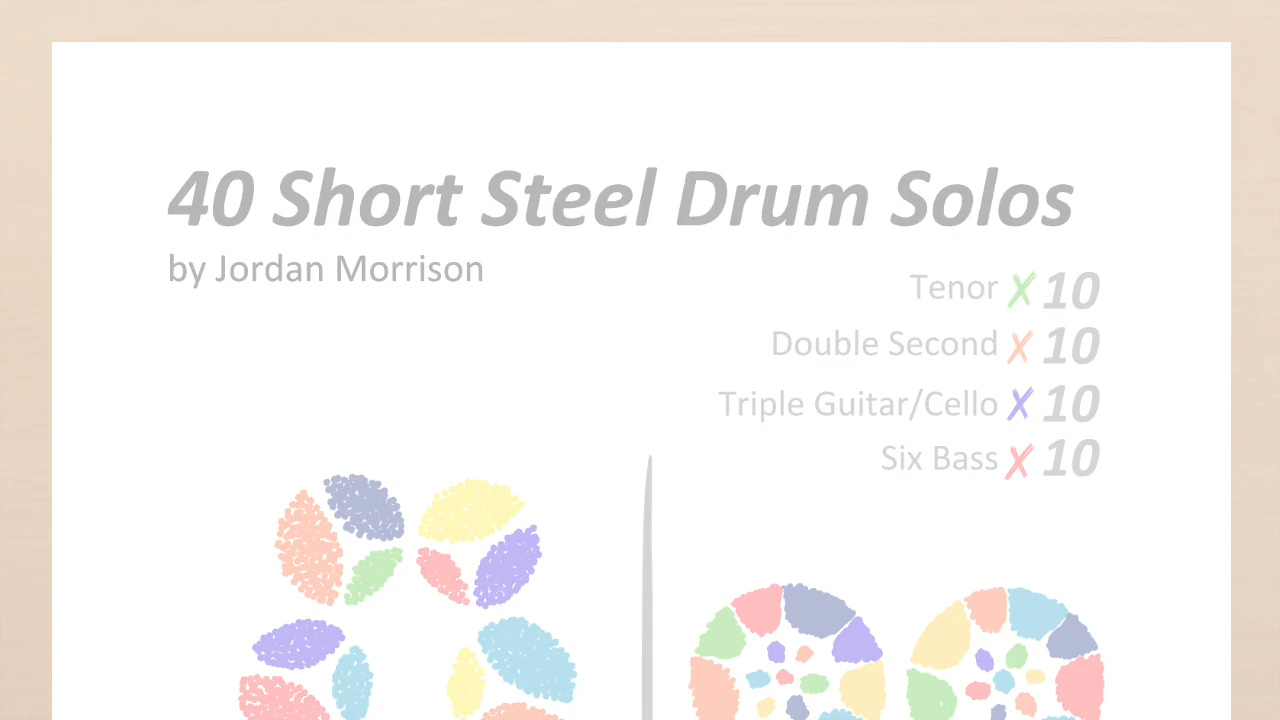 40 Short Steel Drum Solos
by Jordan Morrison
Tenor X 10
Double Second X 10
Triple Guitar/Cello X 10
Six Bass X 10